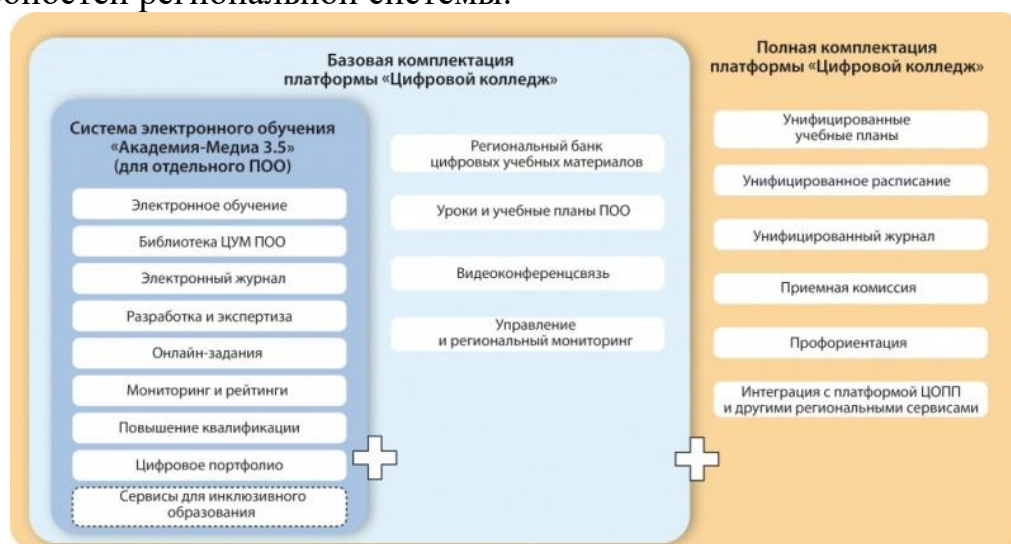 региональной системы.
Базовая комплектация
платформы «Цифровой колледж»
Полная комплектация
платформы «Цифровой колледж»
Система электронного обучения
«Академия-Медиа 3.5»
(для отдельного ПОО)
Электронное обучение
Библиотека ЦУМ ПОО
Электронный журнал
Разработка и экспертиза
Онлайн-задания
Мониторинг и рейтинги
Повышение квалификации
Цифровое портфолио
Сервисы для инклюзивного
образования
Региональный банк
цифровых учебных материалов
Уроки и учебные планы ПОО
Видеоконференцсвязь
Управление
и региональный мониторинг
Унифицированные
учебные планы
Унифицированное расписание
Унифицированный журнал
Приемная комиссия
Профориентация
Интеграция с платформой ЦОПП
и другими региональными сервисами